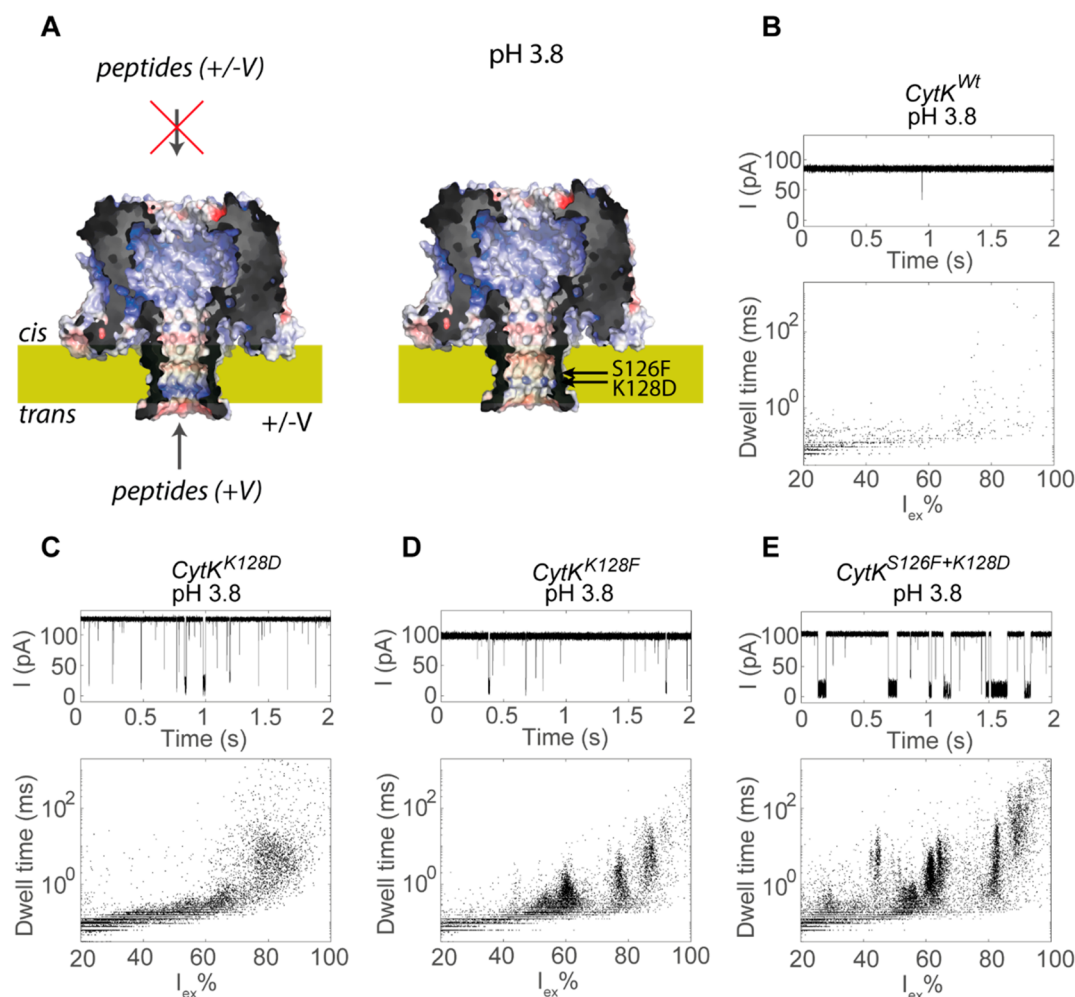 A
peptides (+/-V)
pH 3.8
cis
trans
+/-V
peptides (+V)
S126F
K128D
B
CytK^Wt
pH 3.8
I (pA)
100
50
0
0 0.5 1 1.5 2
Time (s)
Dwell time (ms)
10^2
10^0
20 40 60 80 100
I_ex%
C
CytK^K128D
pH 3.8
I (pA)
100
50
0
0 0.5 1 1.5 2
Time (s)
Dwell time (ms)
10^2
10^0
20 40 60 80 100
I_ex%
D
CytK^K128F
pH 3.8
I (pA)
100
50
0
0 0.5 1 1.5 2
Time (s)
Dwell time (ms)
10^2
10^0
20 40 60 80 100
I_ex%
E
CytK^S126F+K128D
pH 3.8
I (pA)
100
50
0
0 0.5 1 1.5 2
Time (s)
Dwell time (ms)
10^2
10^0
20 40 60 80 100
I_ex%